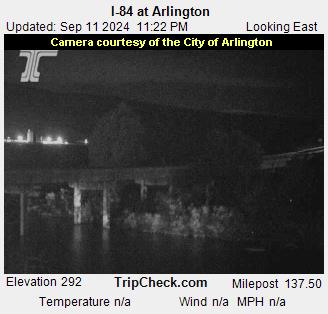 I-84 at Arlington
Updated: Sep 11 2024 11:22 PM Looking East
Camera courtesy of the City of Arlington
Elevation 292 TripCheck.com Milepost 137.50
Temperature n/a Wind n/a MPH n/a